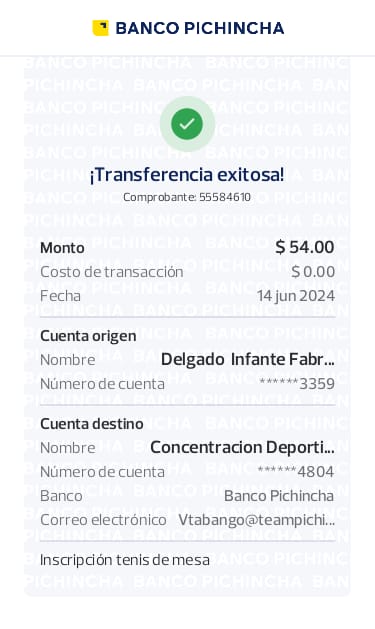 BANCO PICHINCHA
¡Transferencia exitosa!
Comprobante: 55584610
Monto $ 54.00
Costo de transacción $ 0.00
Fecha 14 jun 2024
Cuenta origen
Nombre Delgado Infante Fabr...
Número de cuenta ******3359
Cuenta destino
Nombre Concentracion Deporti...
Número de cuenta ******4804
Banco Banco Pichincha
Correo electrónico Vtabango@teampichi...
Inscripción tenis de mesa